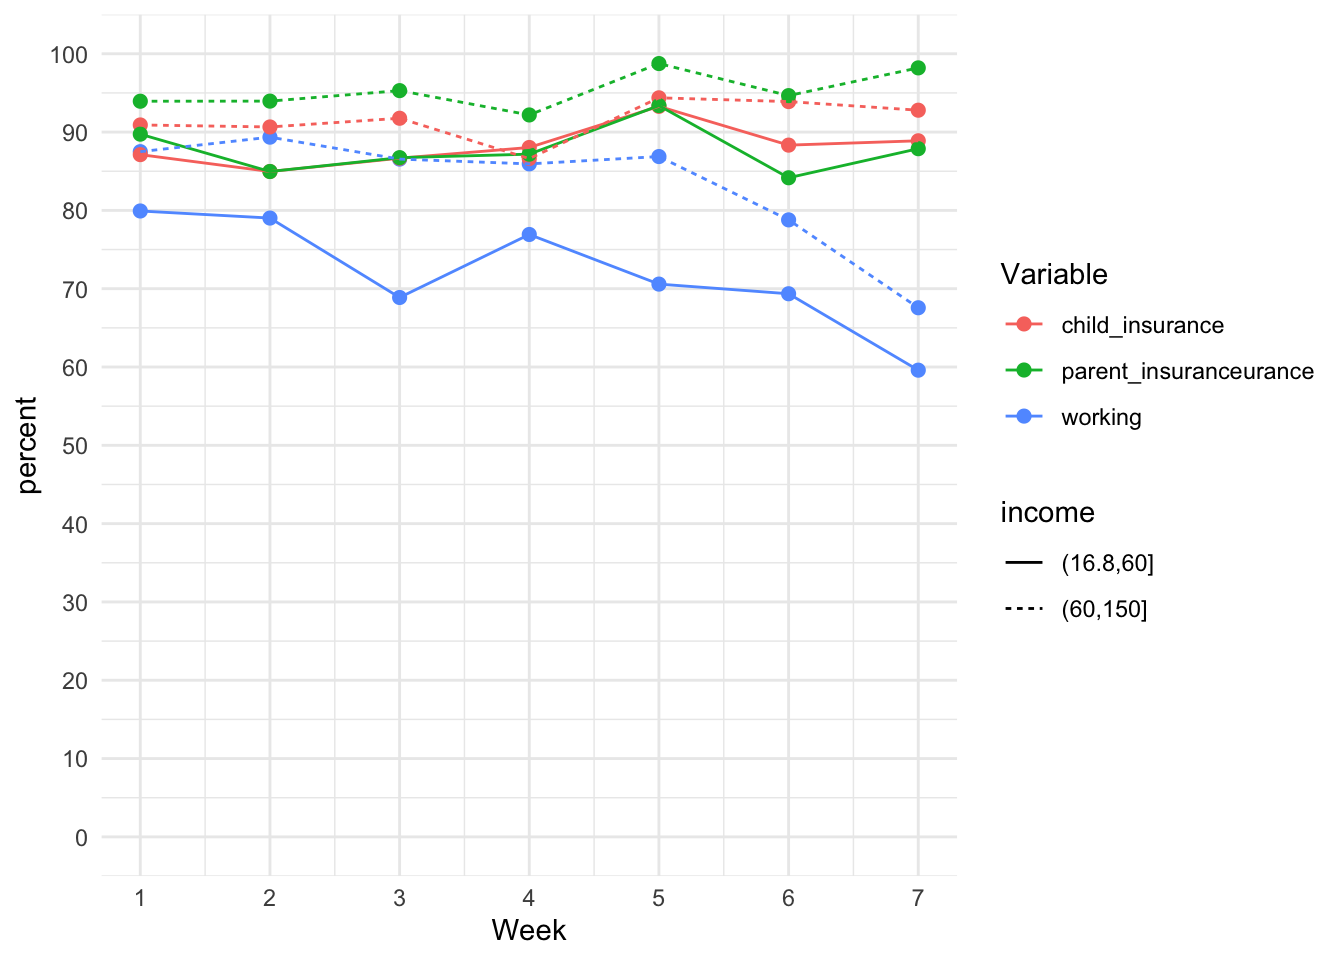 100
90
80
70
60
50
40
30
20
10
0
percent
1 2 3 4 5 6 7
Week
Variable
child_insurance
parent_insuranceurance
working
income
(16.8,60]
(60,150]